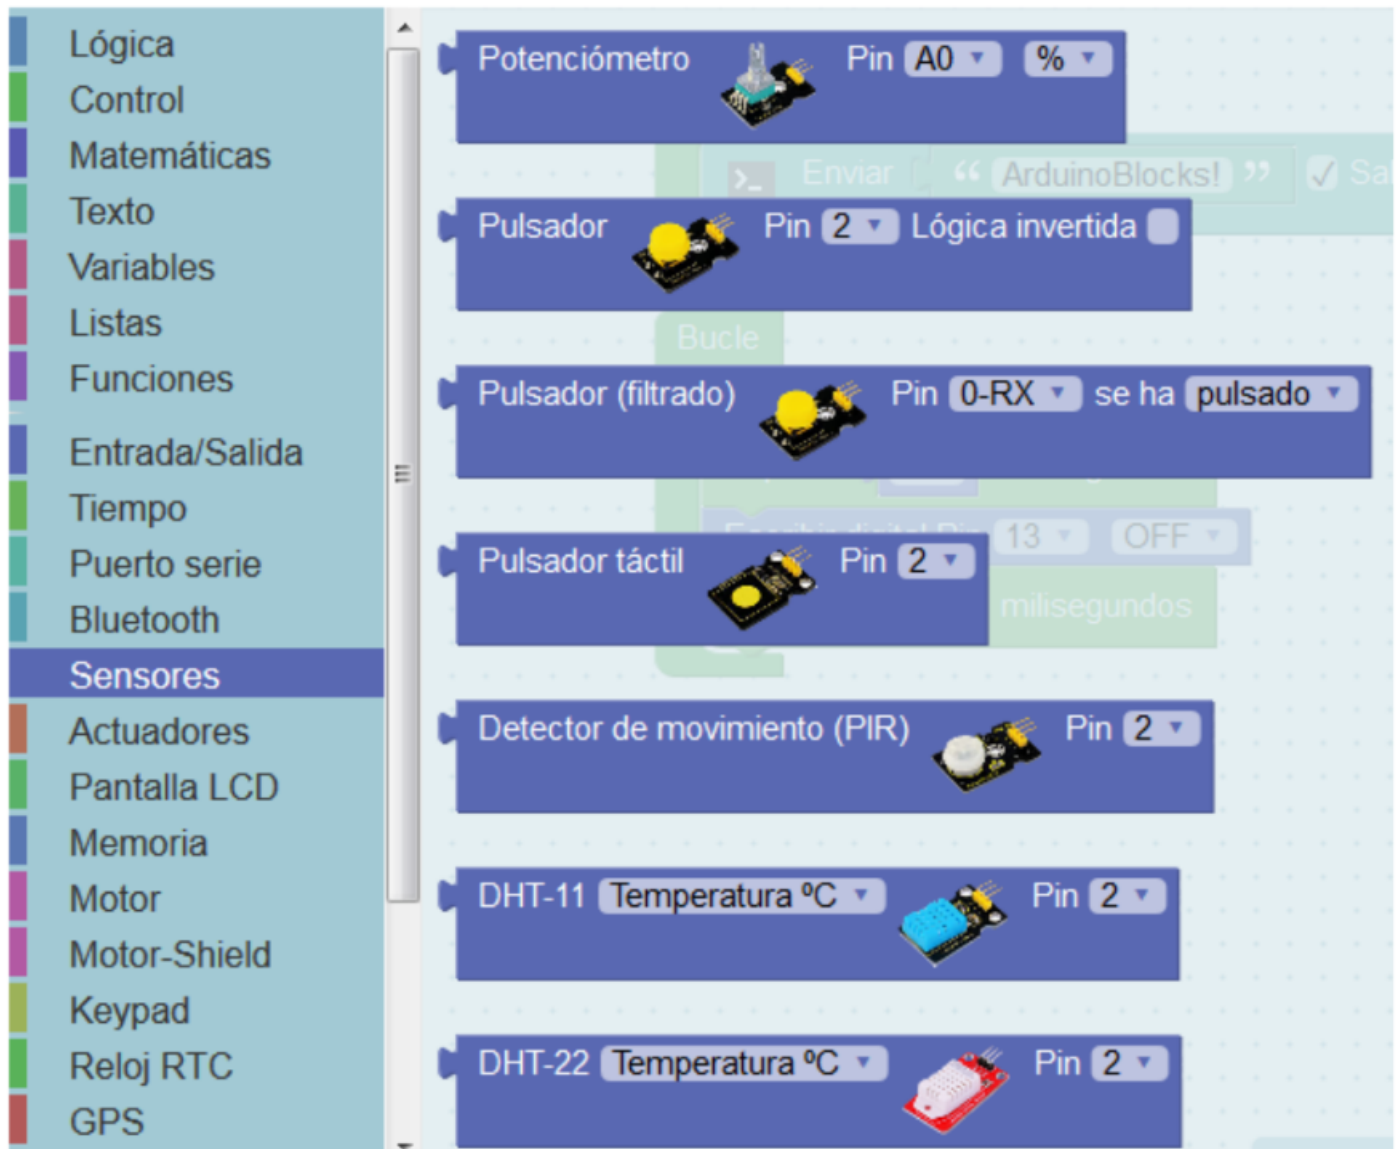 Lógica
Control
Matemáticas
Texto
Variables
Listas
Funciones
Entrada/Salida
Tiempo
Puerto serie
Bluetooth
Sensores
Actuadores
Pantalla LCD
Memoria
Motor
Motor-Shield
Keypad
Reloj RTC
GPS
Potenciómetro Pin A0 %
>_ Enviar “ ArduinoBlocks! ”
Pulsador Pin 2 Lógica invertida
Bucle
Pulsador (filtrado) Pin 0-RX se ha pulsado
Escribir digital Pin 13 OFF
Pulsador táctil Pin 2
milisegundos
Detector de movimiento (PIR) Pin 2
DHT-11 Temperatura ºC Pin 2
DHT-22 Temperatura ºC Pin 2